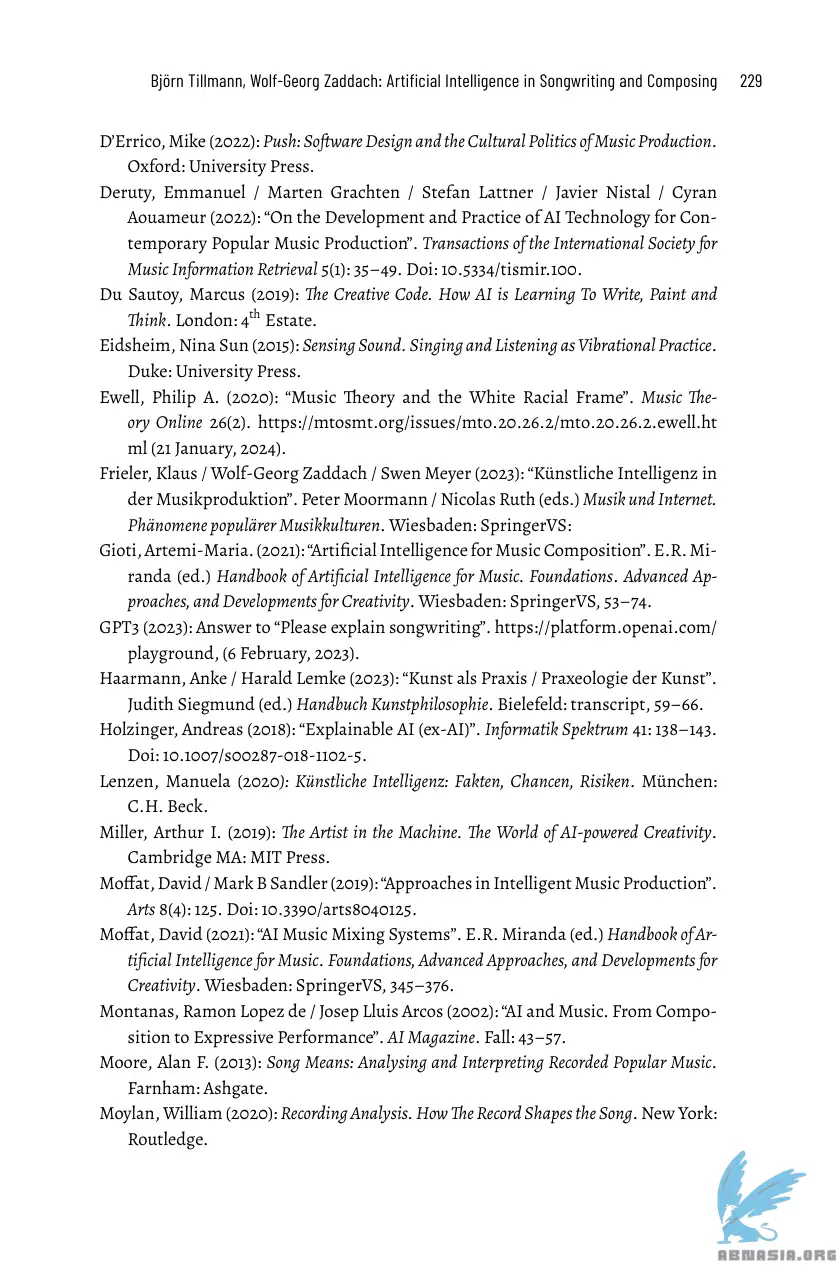 Björn Tillmann, Wolf-Georg Zaddach: Artificial Intelligence in Songwriting and Composing 229
D’Errico, Mike (2022): Push: Software Design and the Cultural Politics of Music Production.
Oxford: University Press.
Deruty, Emmanuel / Marten Grachten / Stefan Lattner / Javier Nistal / Cyran
Aouameur (2022): “On the Development and Practice of AI Technology for Con-
temporary Popular Music Production”. Transactions of the International Society for
Music Information Retrieval 5(1): 35–49. Doi: 10.5334/tismir.100.
Du Sautoy, Marcus (2019): The Creative Code. How AI is Learning To Write, Paint and
Think. London: 4th Estate.
Eidsheim, Nina Sun (2015): Sensing Sound. Singing and Listening as Vibrational Practice.
Duke: University Press.
Ewell, Philip A. (2020): “Music Theory and the White Racial Frame”. Music The-
ory Online 26(2). https://mtosmt.org/issues/mto.20.26.2/mto.20.26.2.ewell.ht
ml (21 January, 2024).
Frieler, Klaus / Wolf-Georg Zaddach / Swen Meyer (2023): “Künstliche Intelligenz in
der Musikproduktion”. Peter Moormann / Nicolas Ruth (eds.) Musik und Internet.
Phänomene populärer Musikkulturen. Wiesbaden: SpringerVS:
Gioti, Artemi-Maria. (2021): “Artificial Intelligence for Music Composition”. E.R. Mi-
randa (ed.) Handbook of Artificial Intelligence for Music. Foundations. Advanced Ap-
proaches, and Developments for Creativity. Wiesbaden: SpringerVS, 53–74.
GPT3 (2023): Answer to “Please explain songwriting”. https://platform.openai.com/
playground, (6 February, 2023).
Haarmann, Anke / Harald Lemke (2023): “Kunst als Praxis / Praxeologie der Kunst”.
Judith Siegmund (ed.) Handbuch Kunstphilosophie. Bielefeld: transcript, 59–66.
Holzinger, Andreas (2018): “Explainable AI (ex-AI)”. Informatik Spektrum 41: 138–143.
Doi: 10.1007/s00287-018-1102-5.
Lenzen, Manuela (2020): Künstliche Intelligenz: Fakten, Chancen, Risiken. München:
C.H. Beck.
Miller, Arthur I. (2019): The Artist in the Machine. The World of AI-powered Creativity.
Cambridge MA: MIT Press.
Moffat, David / Mark B Sandler (2019): “Approaches in Intelligent Music Production”.
Arts 8(4): 125. Doi: 10.3390/arts8040125.
Moffat, David (2021): “AI Music Mixing Systems”. E.R. Miranda (ed.) Handbook of Ar-
tificial Intelligence for Music. Foundations, Advanced Approaches, and Developments for
Creativity. Wiesbaden: SpringerVS, 345–376.
Montanas, Ramon Lopez de / Josep Lluis Arcos (2002): “AI and Music. From Compo-
sition to Expressive Performance”. AI Magazine. Fall: 43–57.
Moore, Alan F. (2013): Song Means: Analysing and Interpreting Recorded Popular Music.
Farnham: Ashgate.
Moylan, William (2020): Recording Analysis. How The Record Shapes the Song. New York:
Routledge.
ABNASIA.ORG